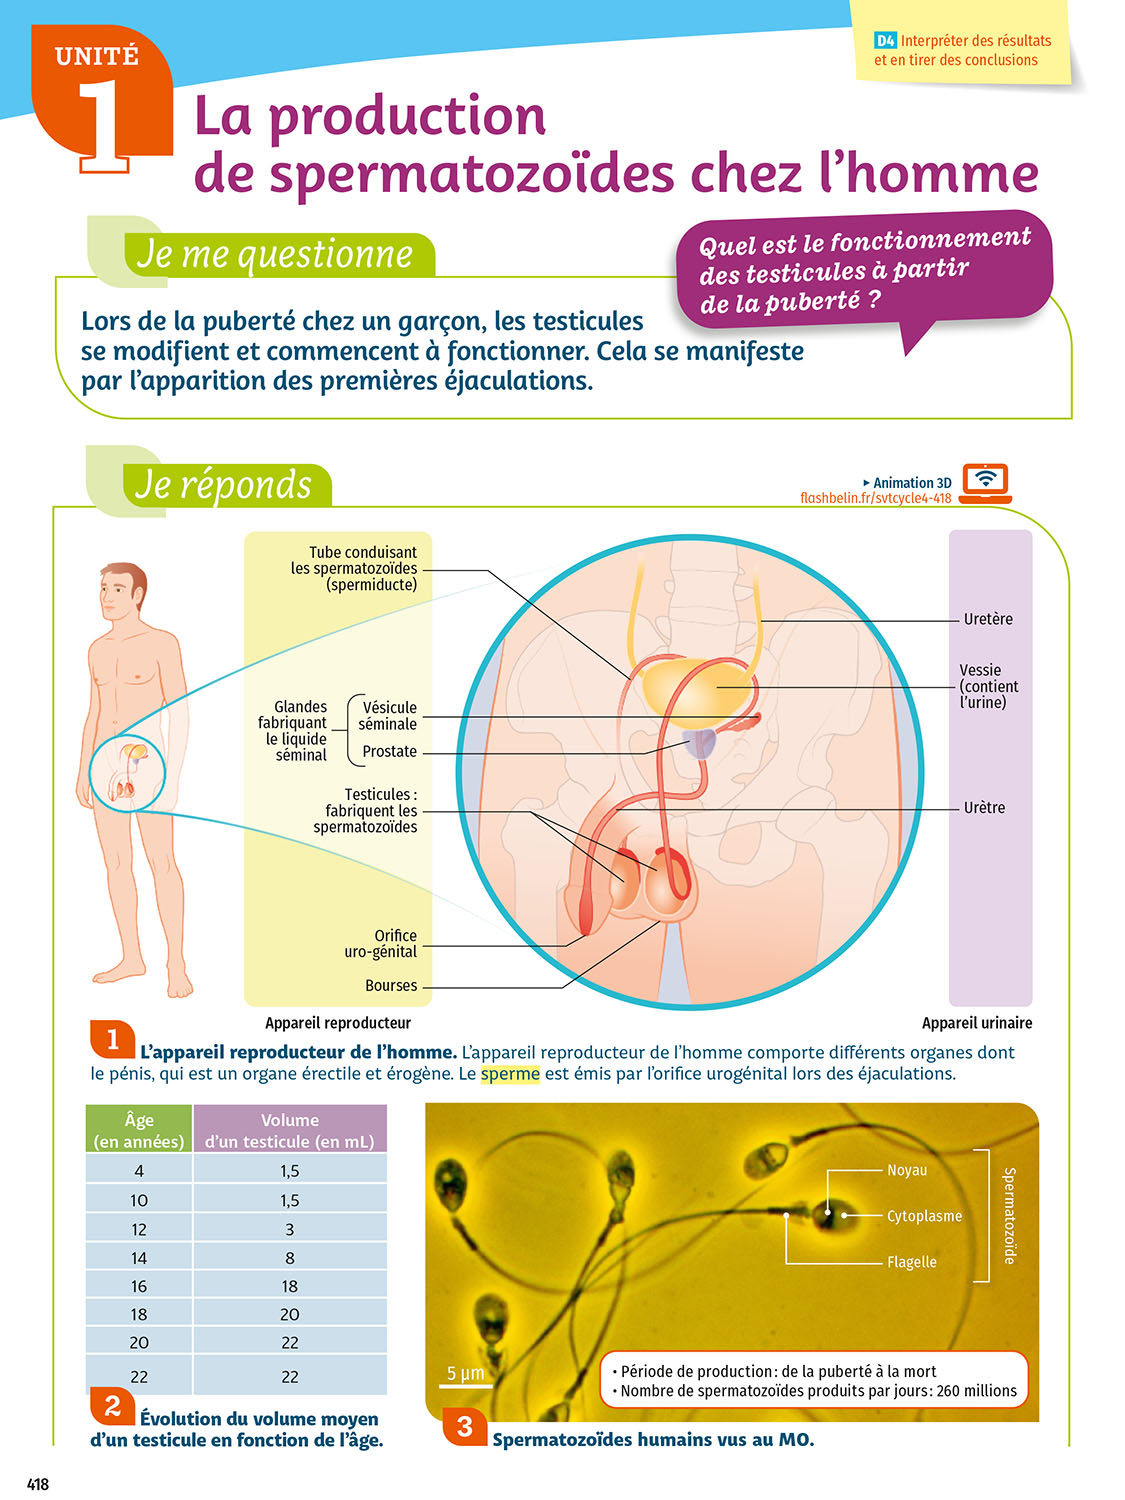 UNITÉ
1
D4 Interpréter des résultats
et en tirer des conclusions
La production
de spermatozoïdes chez l'homme
Je me questionne
Quel est le fonctionnement
des testicules à partir
de la puberté ?
Lors de la puberté chez un garçon, les testicules
se modifient et commencent à fonctionner. Cela se manifeste
par l'apparition des premières éjaculations.
Je réponds
▸ Animation 3D
flashbelin.fr/svtcycle4-418
Tube conduisant
les spermatozoïdes
(spermiducte)
Glandes
fabriquant
le liquide
séminal
Vésicule
séminale
Prostate
Testicules :
fabriquent les
spermatozoïdes
Orifice
uro-génital
Bourses
Uretère
Vessie
(contient
l'urine)
Urètre
Appareil reproducteur
Appareil urinaire
1 L'appareil reproducteur de l'homme. L'appareil reproducteur de l'homme comporte différents organes dont
le pénis, qui est un organe érectile et érogène. Le sperme est émis par l'orifice urogénital lors des éjaculations.
Âge
(en années)
Volume
d'un testicule (en mL)
4 1,5
10 1,5
12 3
14 8
16 18
18 20
20 22
22 22
2 Évolution du volume moyen
d'un testicule en fonction de l'âge.
Noyau
Cytoplasme
Flagelle
Spermatozoïde
5 µm
• Période de production : de la puberté à la mort
• Nombre de spermatozoïdes produits par jours : 260 millions
3 Spermatozoïdes humains vus au MO.
418